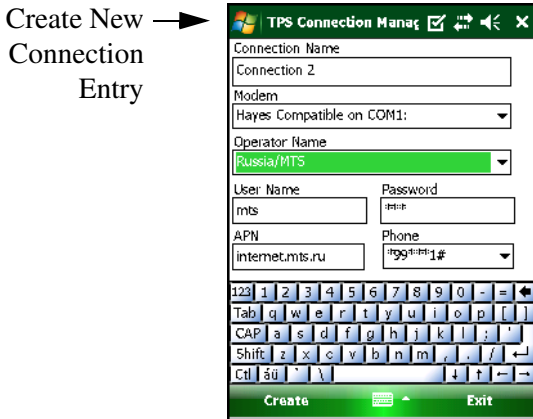 Create New
Connection
Entry
TPS Connection Manag
Connection Name
Connection 2
Modem
Hayes Compatible on COM1:
Operator Name
Russia/MTS
User Name Password
mts ***
APN Phone
internet.mts.ru *99***1#
123 1 2 3 4 5 6 7 8 9 0 - = 
Tab q w e r t y u i o p [ ]
CAP a s d f g h j k l ; '
Shift z x c v b n m , . /
Ctl áü ` \
Create Exit